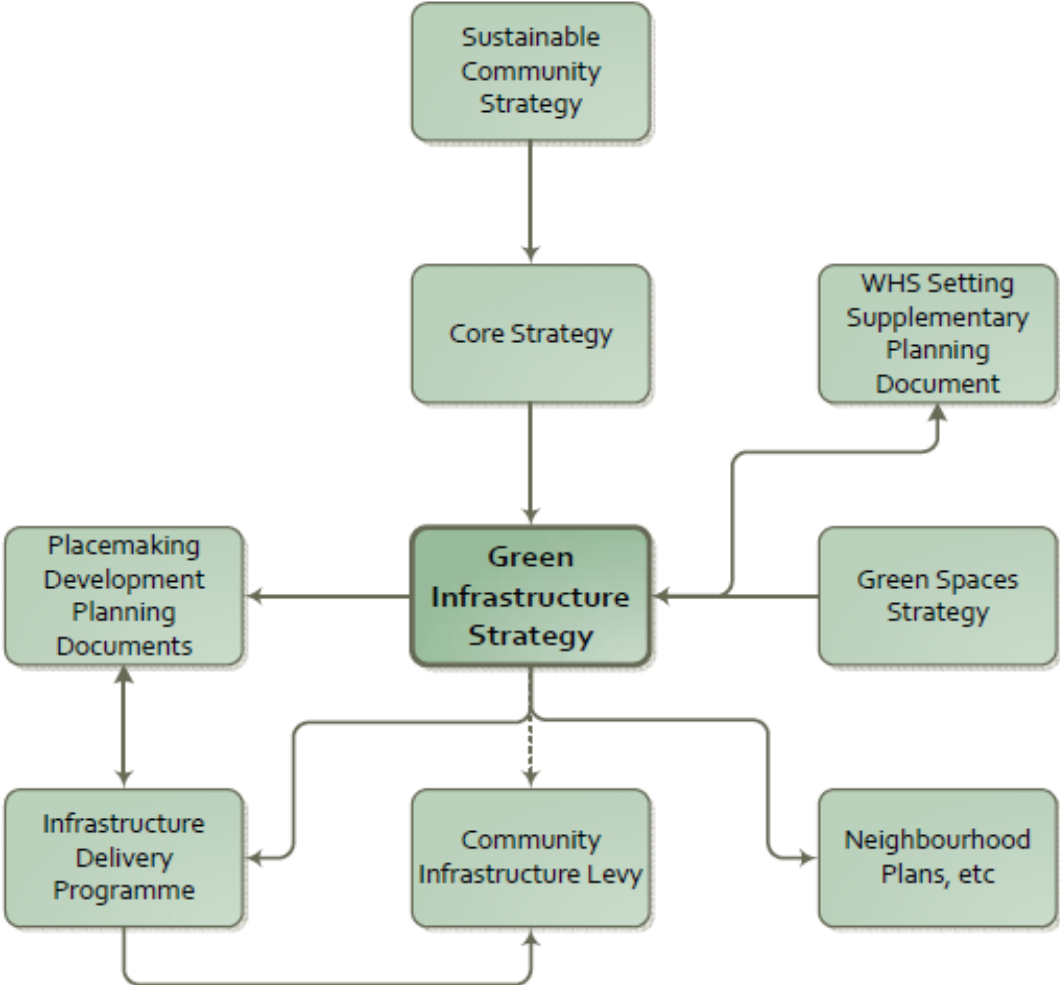 Sustainable
Community
Strategy
Core Strategy
WHS Setting
Supplementary
Planning
Document
Placemaking
Development
Planning
Documents
Green
Infrastructure
Strategy
Green Spaces
Strategy
Infrastructure
Delivery
Programme
Community
Infrastructure Levy
Neighbourhood
Plans, etc